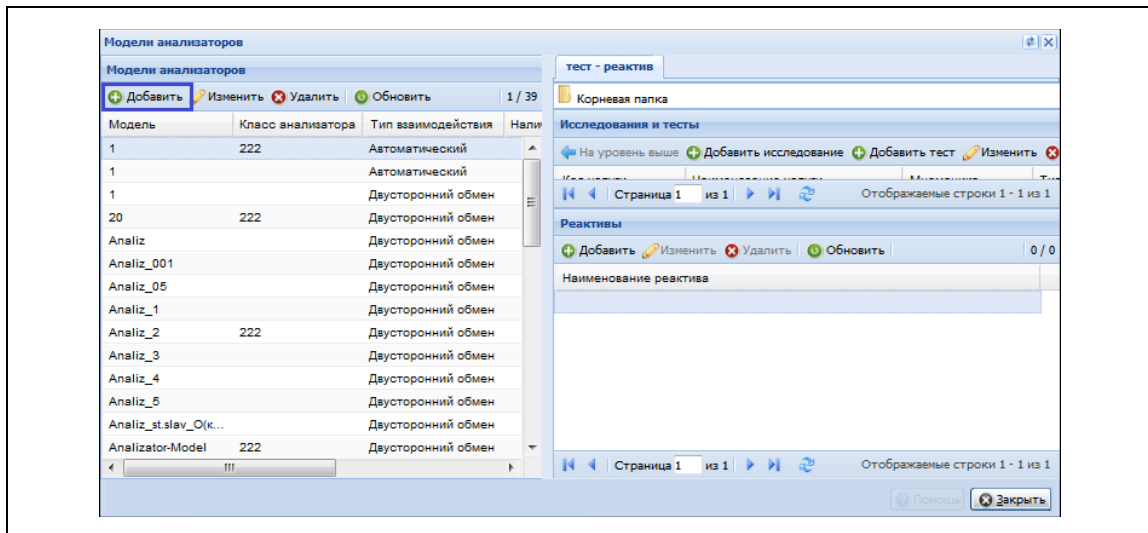 Модели анализаторов
Модели анализаторов
Добавить Изменить Удалить Обновить 1 / 39
Модель Класс анализатора Тип взаимодействия
1 222 Автоматический
1 Автоматический
1 Двусторонний обмен
20 222 Двусторонний обмен
Analiz Двусторонний обмен
Analiz_001 Двусторонний обмен
Analiz_05 Двусторонний обмен
Analiz_1 Двусторонний обмен
Analiz_2 222 Двусторонний обмен
Analiz_3 Двусторонний обмен
Analiz_4 Двусторонний обмен
Analiz_5 Двусторонний обмен
Analiz_st.slav_O(к... Двусторонний обмен
Analizator-Model 222 Двусторонний обмен
тест - реактив
Корневая папка
Исследования и тесты
На уровень выше Добавить исследование Добавить тест Изменить
Страница 1 из 1 Отображаемые строки 1 - 1 из 1
Реактивы
Добавить Изменить Удалить Обновить 0 / 0
Наименование реактива
Страница 1 из 1 Отображаемые строки 1 - 1 из 1
Помощь Закрыть